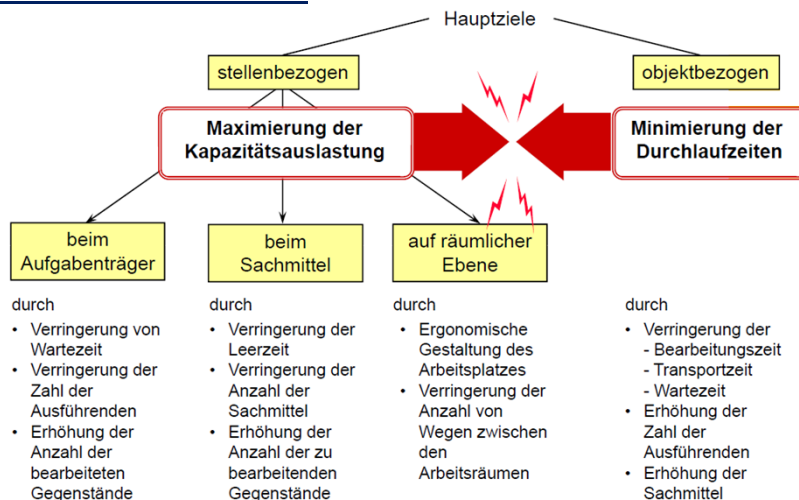 Hauptziele
stellenbezogen
objektbezogen
Maximierung der
Kapazitätsauslastung
Minimierung der
Durchlaufzeiten
beim
Aufgabenträger
beim
Sachmittel
auf räumlicher
Ebene
durch
• Verringerung von
Wartezeit
• Verringerung der
Zahl der
Ausführenden
• Erhöhung der
Anzahl der
bearbeiteten
Gegenstände
durch
• Verringerung der
Leerzeit
• Verringerung der
Anzahl der
Sachmittel
• Erhöhung der
Anzahl der zu
bearbeitenden
Gegenstände
durch
• Ergonomische
Gestaltung des
Arbeitsplatzes
• Verringerung der
Anzahl von
Wegen zwischen
den
Arbeitsräumen
durch
• Verringerung der
- Bearbeitungszeit
- Transportzeit
- Wartezeit
• Erhöhung der
Zahl der
Ausführenden
• Erhöhung der
Sachmittel